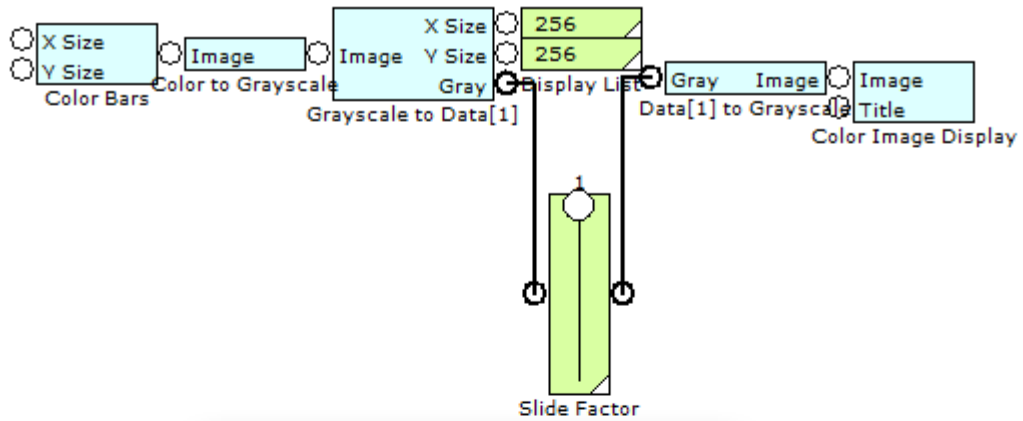 X Size
Y Size
Color Bars
Image
Color to Grayscale
Image
X Size
Y Size
Gray
Grayscale to Data[1]
256
256
Display List
Gray Image
Data[1] to Grayscale
Image
Title
Color Image Display
1
Slide Factor